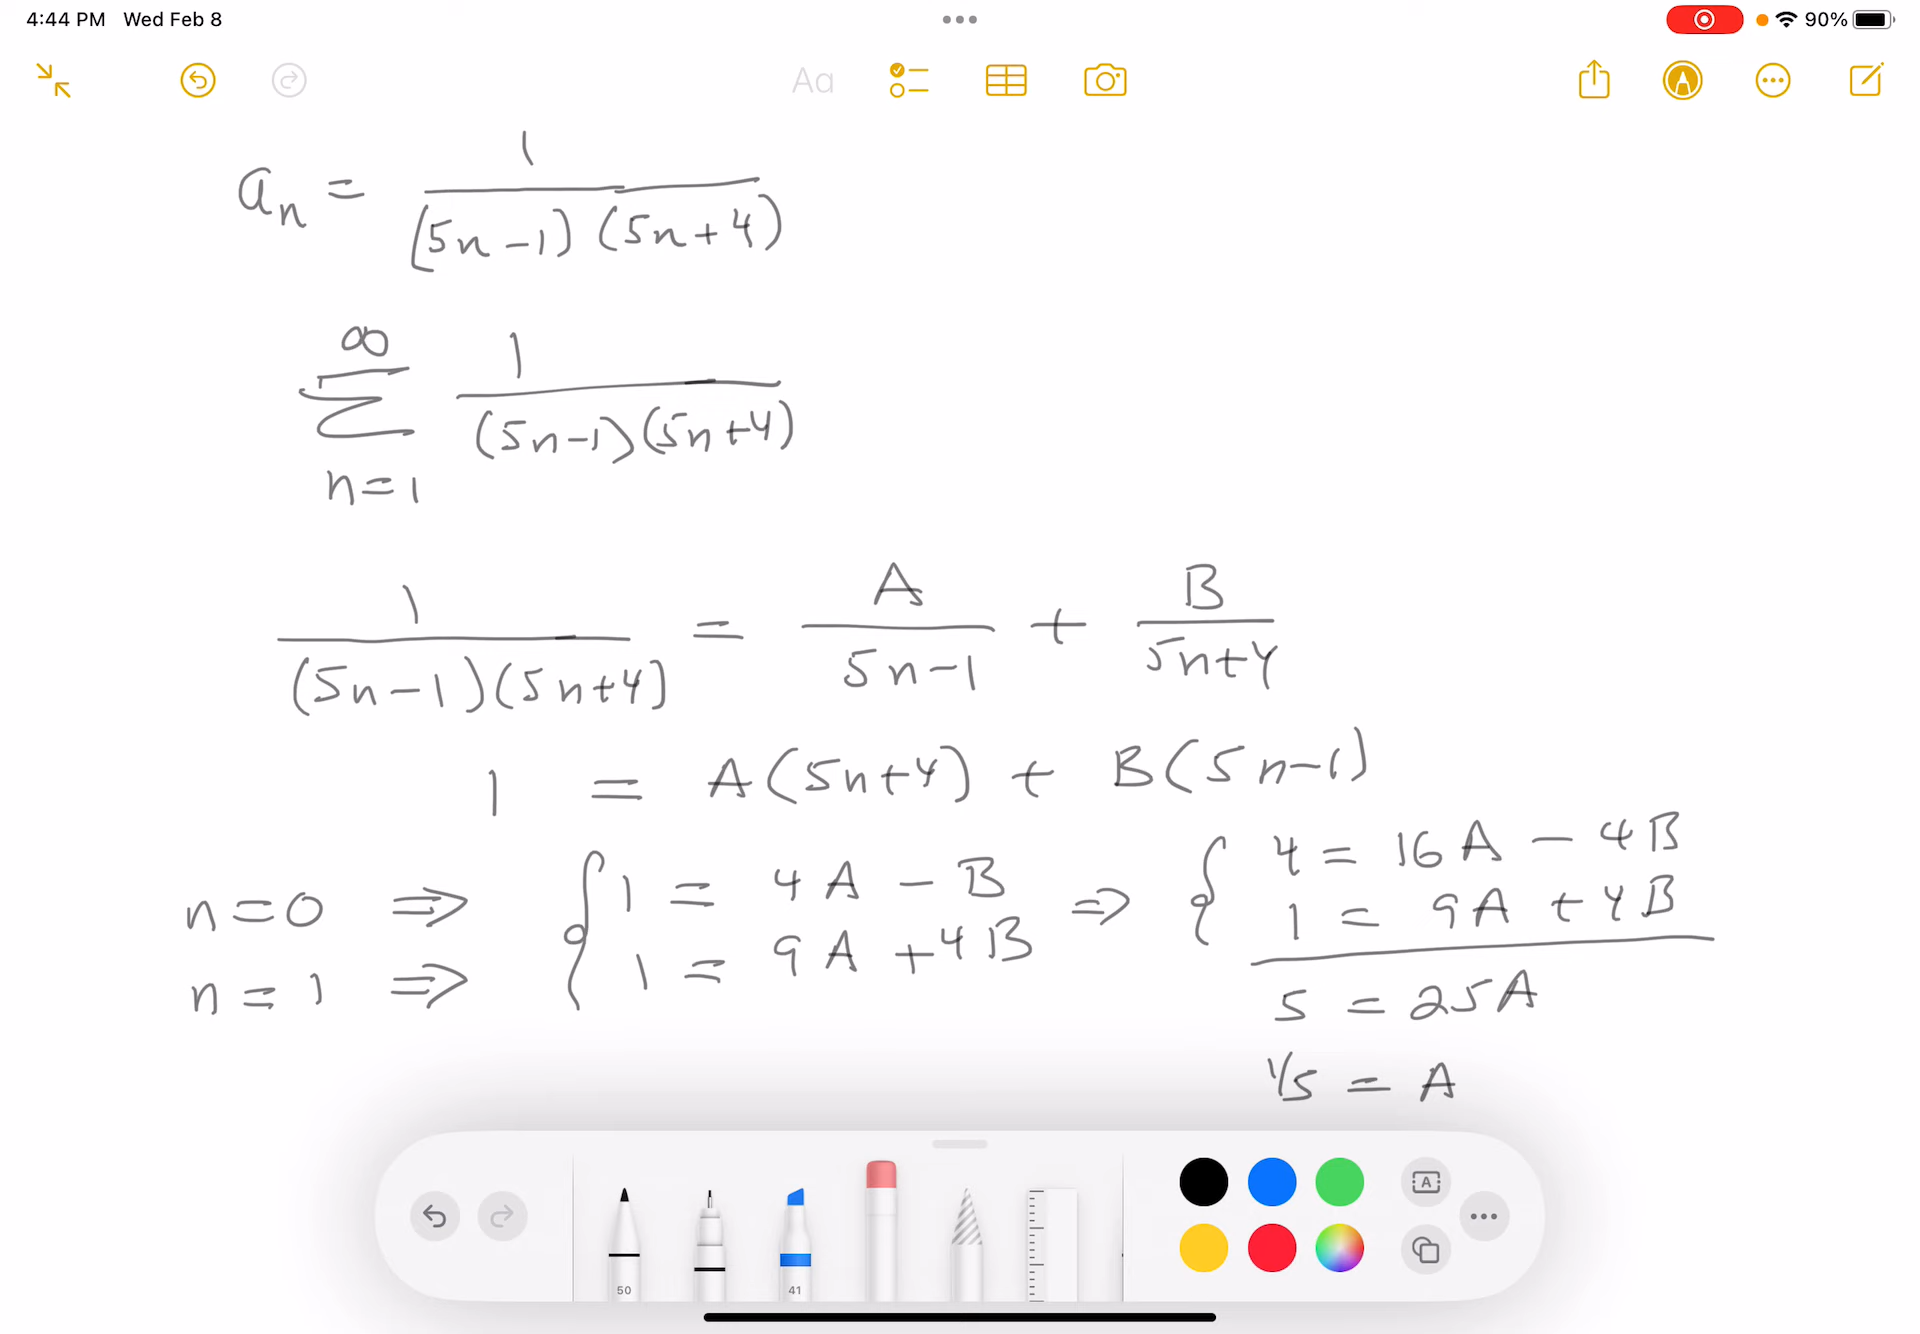 4:44 PM Wed Feb 8 90%
Aa
aₙ = 1 / (5n-1)(5n+4)
∞
∑ 1 / (5n-1)(5n+4)
n=1
1 / (5n-1)(5n+4) = A / 5n-1 + B / 5n+4
1 = A(5n+4) + B(5n-1)
n=0 ⇒ { 1 = 4A - B ⇒ { 4 = 16A - 4B
n=1 ⇒ 1 = 9A + 4B 1 = 9A + 4B
5 = 25A
1/5 = A
50 41 A